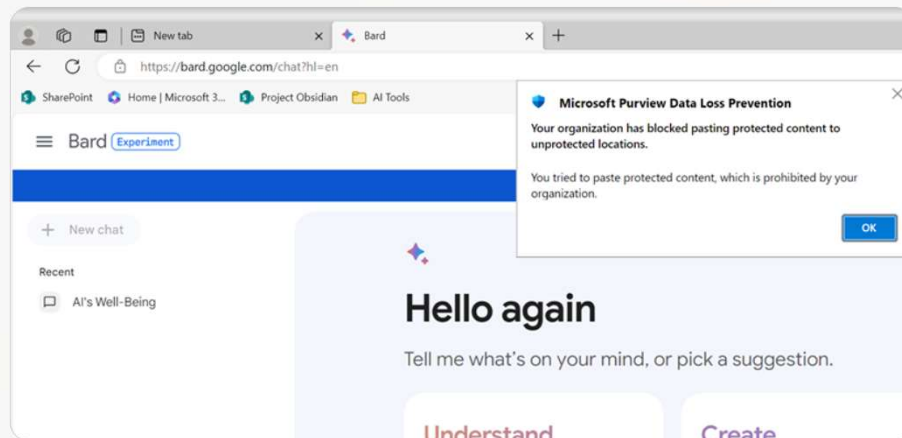 New tab
Bard
https://bard.google.com/chat?hl=en
SharePoint
Home | Microsoft 3...
Project Obsidian
AI Tools
Microsoft Purview Data Loss Prevention
Your organization has blocked pasting protected content to
unprotected locations.
You tried to paste protected content, which is prohibited by your
organization.
OK
Bard Experiment
New chat
Recent
AI's Well-Being
Hello again
Tell me what's on your mind, or pick a suggestion.
Understand
Create